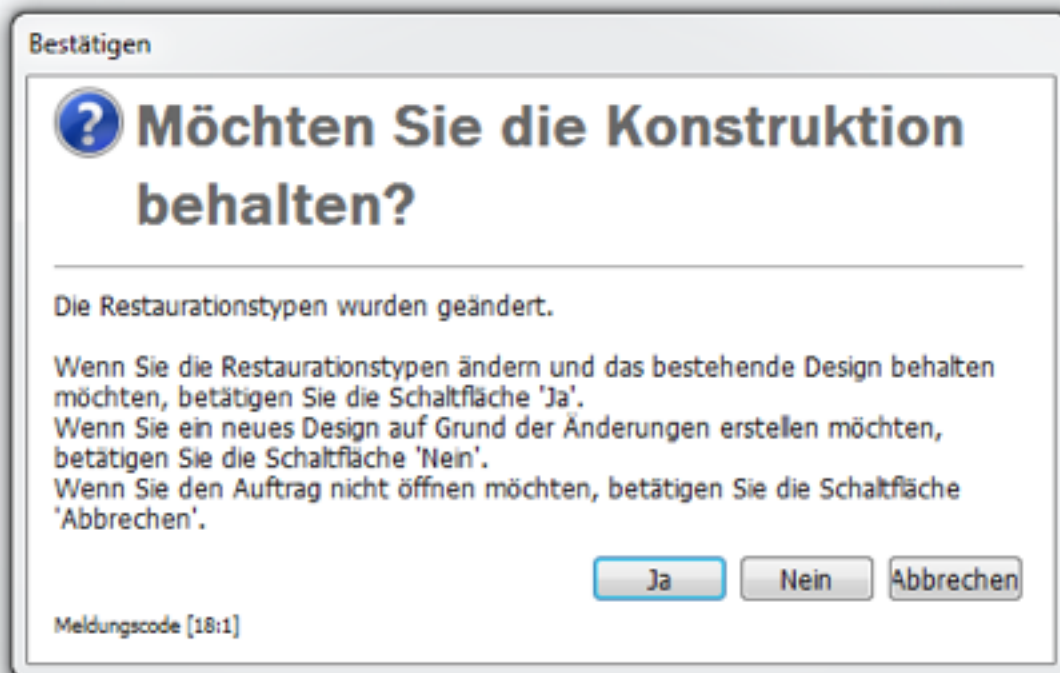 Bestätigen
Möchten Sie die Konstruktion
behalten?
Die Restaurationstypen wurden geändert.
Wenn Sie die Restaurationstypen ändern und das bestehende Design behalten
möchten, betätigen Sie die Schaltfläche 'Ja'.
Wenn Sie ein neues Design auf Grund der Änderungen erstellen möchten,
betätigen Sie die Schaltfläche 'Nein'.
Wenn Sie den Auftrag nicht öffnen möchten, betätigen Sie die Schaltfläche
'Abbrechen'.
Ja Nein Abbrechen
Meldungscode [18:1]